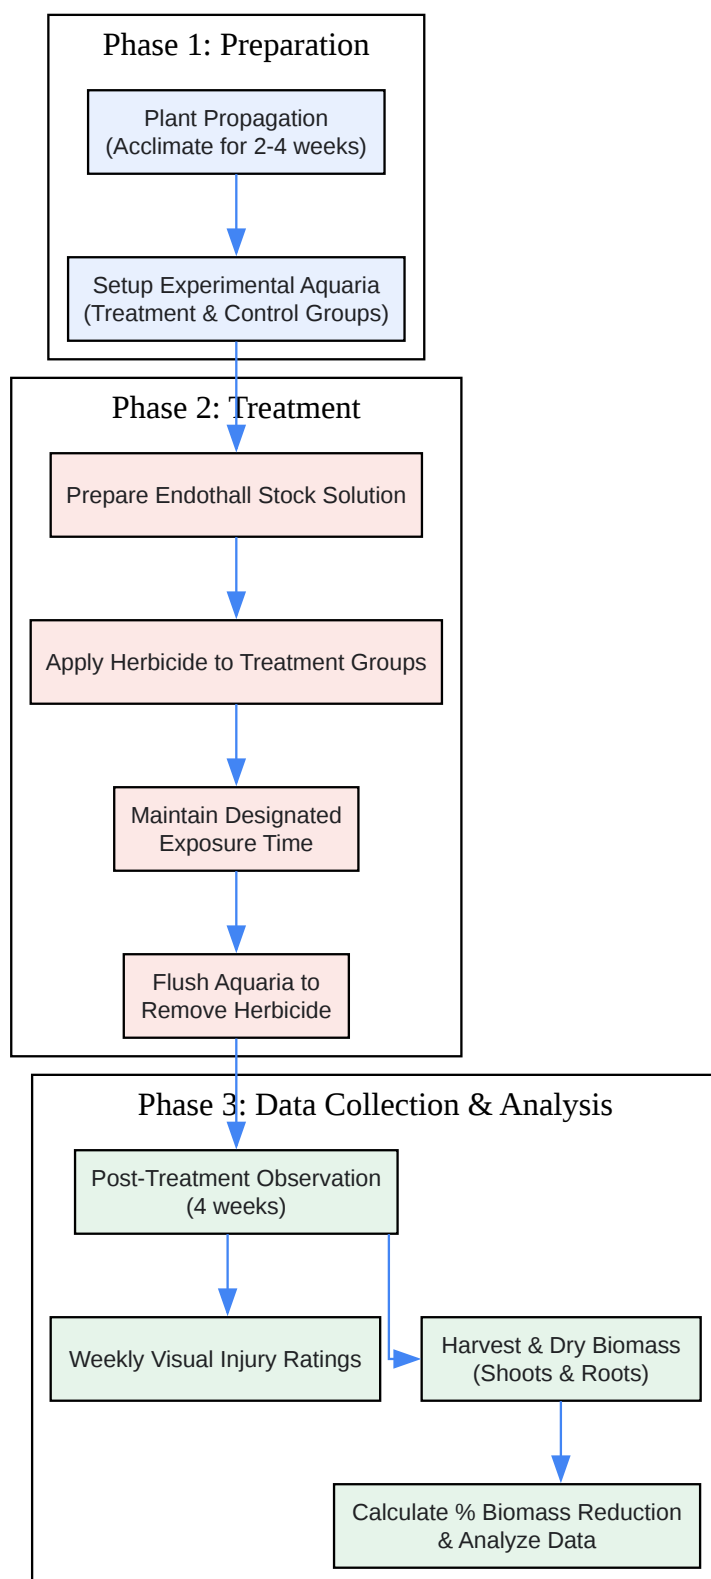 Phase 1: Preparation
Plant Propagation
(Acclimate for 2-4 weeks)
Setup Experimental Aquaria
(Treatment & Control Groups)
Phase 2: Treatment
Prepare Endothall Stock Solution
Apply Herbicide to Treatment Groups
Maintain Designated
Exposure Time
Flush Aquaria to
Remove Herbicide
Phase 3: Data Collection & Analysis
Post-Treatment Observation
(4 weeks)
Weekly Visual Injury Ratings
Harvest & Dry Biomass
(Shoots & Roots)
Calculate % Biomass Reduction
& Analyze Data